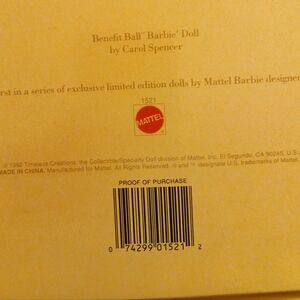 Benefit Ball™ Barbie® Doll
by Carol Spencer
rst in a series of exclusive limited edition dolls by Mattel Barbie designer
1521
MATTEL
© 1992 Timeless Creations, the Collectible/Specialty Doll division of Mattel, Inc. El Segundo, CA 90245, U.S.
MADE IN CHINA. Manufactured for Mattel, Inc. All Rights Reserved. ® and ™ designate U.S. trademarks of Mattel,
PROOF OF PURCHASE
0 74299 01521 2